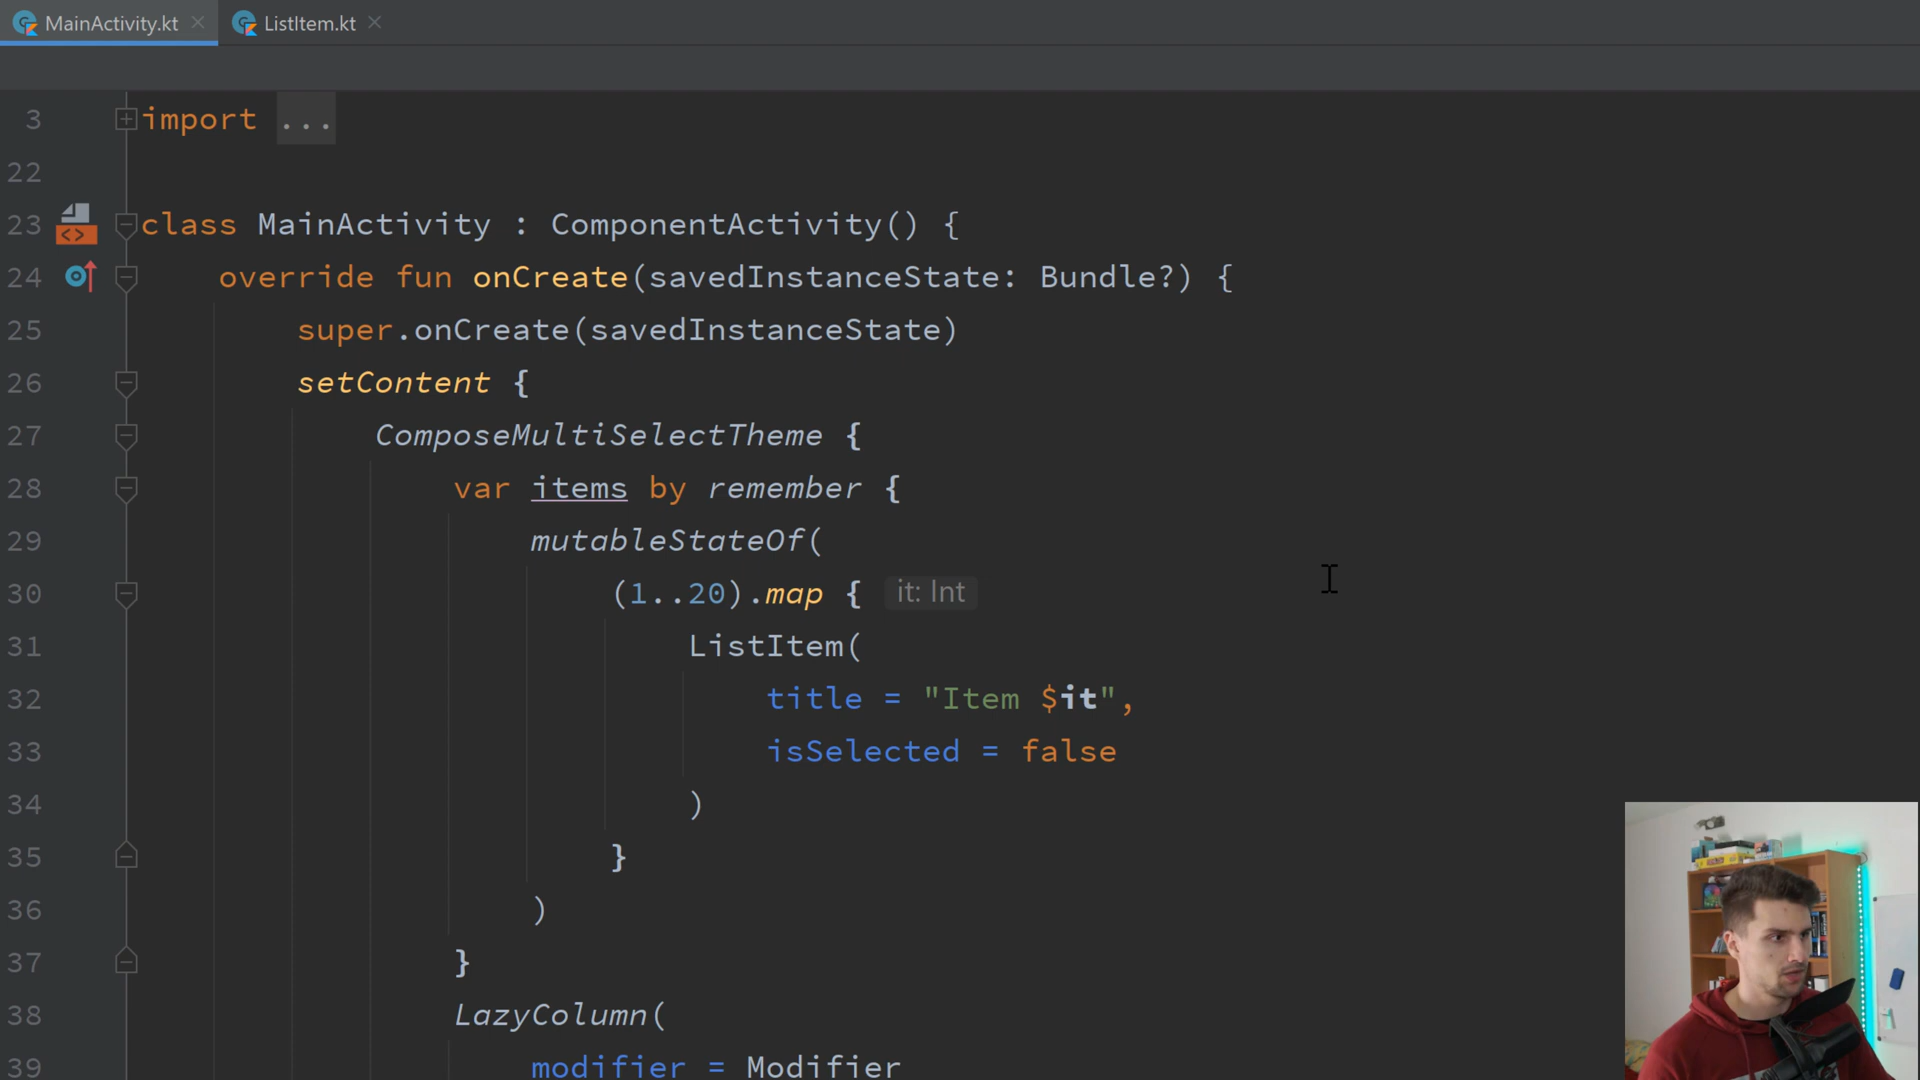 MainActivity.kt × ListItem.kt ×
3 import ...
22
23 class MainActivity : ComponentActivity() {
24 override fun onCreate(savedInstanceState: Bundle?) {
25 super.onCreate(savedInstanceState)
26 setContent {
27 ComposeMultiSelectTheme {
28 var items by remember {
29 mutableStateOf(
30 (1..20).map { it: Int
31 ListItem(
32 title = "Item $it",
33 isSelected = false
34 )
35 }
36 )
37 }
38 LazyColumn(
39 modifier = Modifier